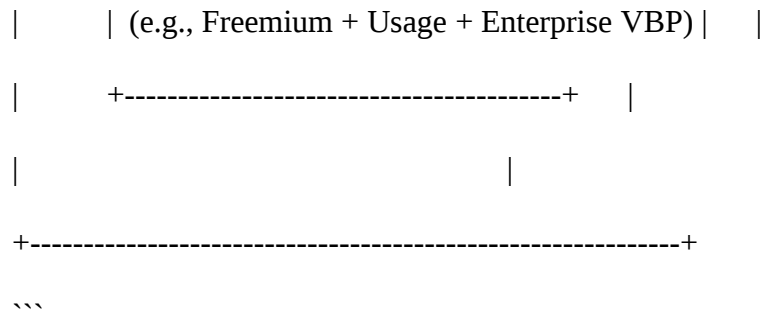 |          |  (e.g., Freemium + Usage + Enterprise VBP) |      |
|          +-----------------------------------------+      |
|                                                           |
+-------------------------------------------------------------+
```